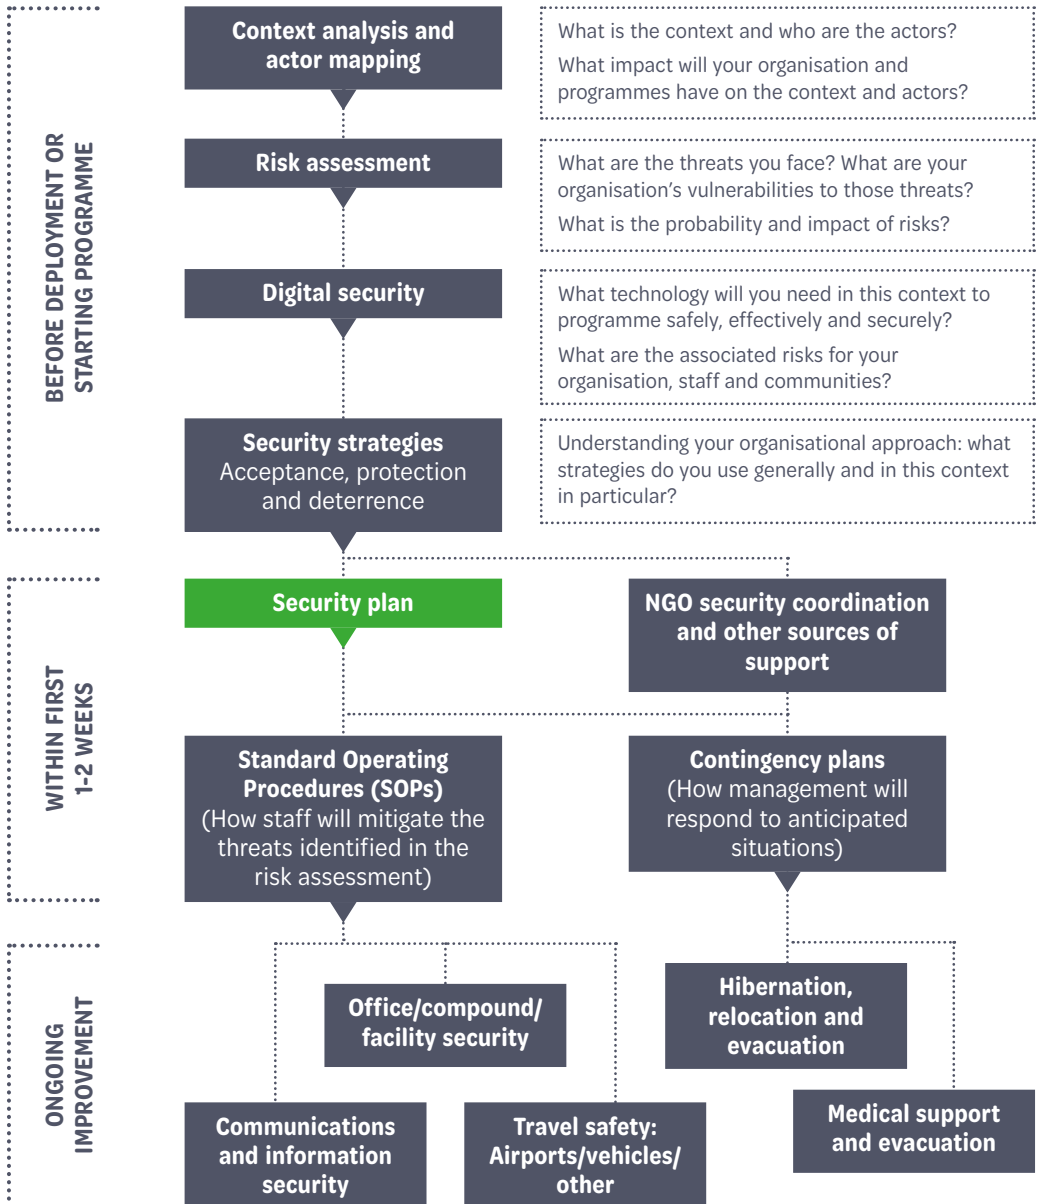 BEFORE DEPLOYMENT OR
STARTING PROGRAMME
Context analysis and
actor mapping
What is the context and who are the actors?
What impact will your organisation and
programmes have on the context and actors?
Risk assessment
What are the threats you face? What are your
organisation’s vulnerabilities to those threats?
What is the probability and impact of risks?
Digital security
What technology will you need in this context to
programme safely, effectively and securely?
What are the associated risks for your
organisation, staff and communities?
Security strategies
Acceptance, protection
and deterrence
Understanding your organisational approach: what
strategies do you use generally and in this context
in particular?
WITHIN FIRST
1-2 WEEKS
Security plan
NGO security coordination
and other sources of
support
Standard Operating
Procedures (SOPs)
(How staff will mitigate the
threats identified in the
risk assessment)
Contingency plans
(How management will
respond to anticipated
situations)
ONGOING
IMPROVEMENT
Office/compound/
facility security
Hibernation,
relocation and
evacuation
Communications
and information
security
Travel safety:
Airports/vehicles/
other
Medical support
and evacuation